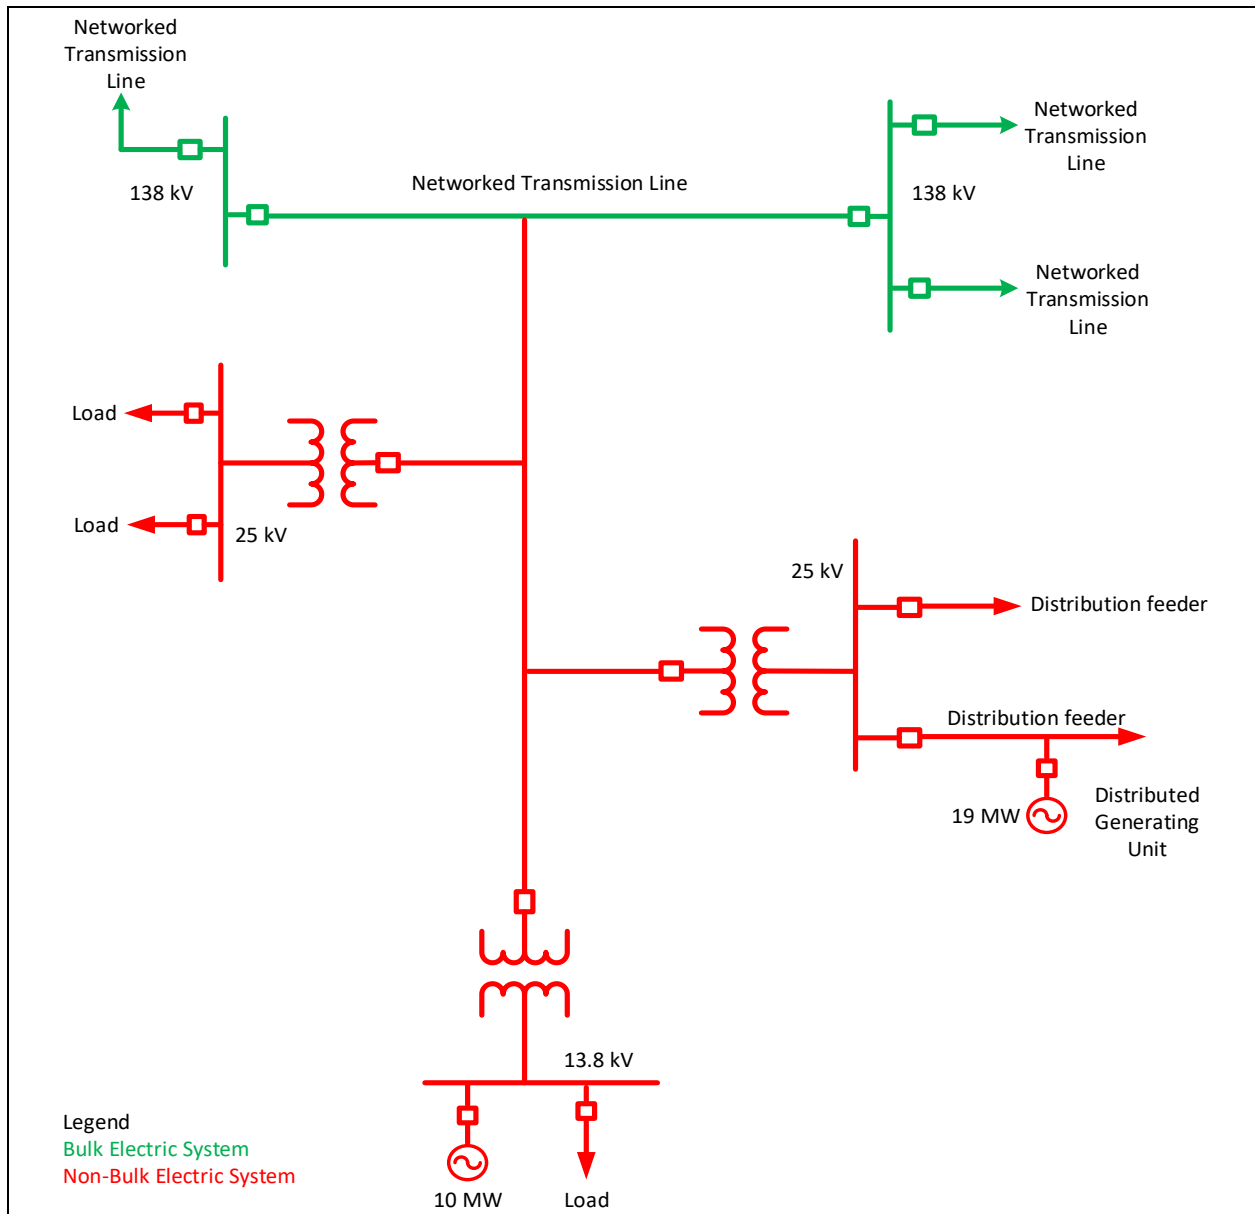 Networked
Transmission
Line
138 kV
Networked Transmission Line
Networked
Transmission
Line
138 kV
Networked
Transmission
Line
Load
Load
25 kV
25 kV
Distribution feeder
Distribution feeder
19 MW
Distributed
Generating
Unit
13.8 kV
10 MW
Load
Legend
Bulk Electric System
Non-Bulk Electric System